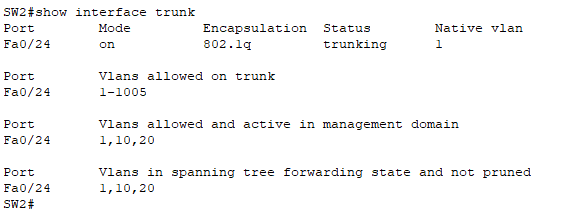 SW2#show interface trunk
Port        Mode         Encapsulation  Status        Native vlan
Fa0/24      on           802.1q         trunking      1
Port        Vlans allowed on trunk
Fa0/24      1-1005
Port        Vlans allowed and active in management domain
Fa0/24      1,10,20
Port        Vlans in spanning tree forwarding state and not pruned
Fa0/24      1,10,20
SW2#